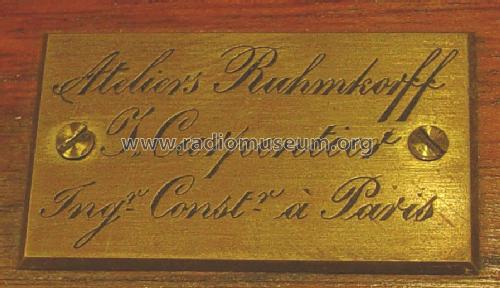 Ateliers Ruhmkorff
J. Carpentier
www.radiomuseum.org
Ingr. Constr. à Paris